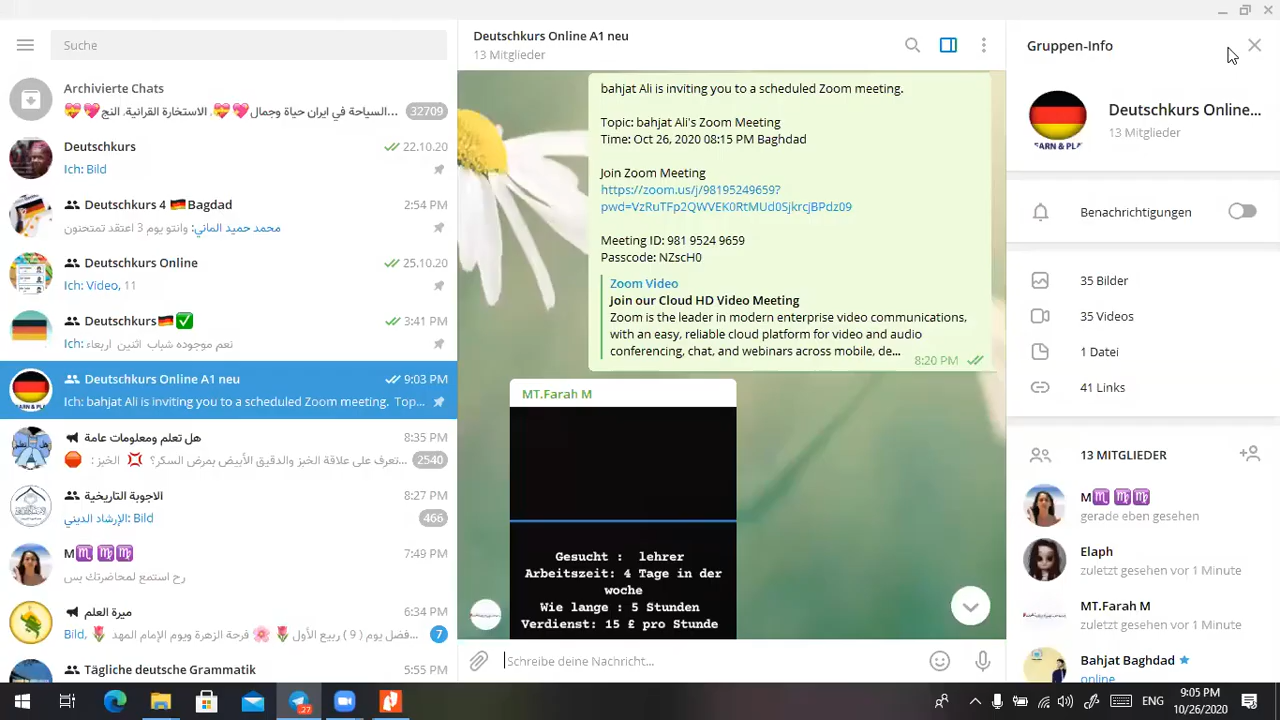 Suche
Archivierte Chats
💝💝السياحة في ايران حياة وجمال💝💝, الاستخارة القرآنية, النج...
32709
Deutschkurs
22.10.20
Ich: Bild
Deutschkurs 4 🇩🇪Bagdad
2:54 PM
محمد حميد الماني: وانتو يوم 3 اعتقد تمتحنون
Deutschkurs Online
25.10.20
Ich: Video, 11
Deutschkurs🇩🇪✅
3:41 PM
Ich: نعم موجوده شباب اثنين اربعاء
Deutschkurs Online A1 neu
9:03 PM
Ich: bahjat Ali is inviting you to a scheduled Zoom meeting. Top...
هل تعلم ومعلومات عامة
8:35 PM
🛑 💢 الخبز : ...تعرف على علاقة الخبز والدقيق الأبيض بمرض السكر؟
2540
الاجوبة التاريخية
8:27 PM
الإرشاد الديني: Bild
466
M♏ ♍♍
7:49 PM
رح استمع لمحاضرتك بس
ميرة العلم
6:34 PM
Bild, 🌷 فضل يوم ( 9 ) ربيع الأول🌷 🌸 فرحة الزهرة ويوم الإمام المهد...
7
Tägliche deutsche Grammatik
5:55 PM
Deutschkurs Online A1 neu
13 Mitglieder
bahjat Ali is inviting you to a scheduled Zoom meeting.
Topic: bahjat Ali's Zoom Meeting
Time: Oct 26, 2020 08:15 PM Baghdad
Join Zoom Meeting
https://zoom.us/j/98195249659?
pwd=VzRuTFp2QWVEK0RtMUd0SjkrcjBPdz09
Meeting ID: 981 9524 9659
Passcode: NZscH0
Zoom Video
Join our Cloud HD Video Meeting
Zoom is the leader in modern enterprise video communications,
with an easy, reliable cloud platform for video and audio
conferencing, chat, and webinars across mobile, de...
8:20 PM
MT.Farah M
Gesucht : lehrer
Arbeitszeit: 4 Tage in der
woche
Wie lange : 5 Stunden
Verdienst: 15 £ pro Stunde
Schreibe deine Nachricht...
Gruppen-Info
Deutschkurs Online...
13 Mitglieder
Benachrichtigungen
35 Bilder
35 Videos
1 Datei
41 Links
13 MITGLIEDER
M♏ ♍♍
gerade eben gesehen
Elaph
zuletzt gesehen vor 1 Minute
MT.Farah M
zuletzt gesehen vor 1 Minute
Bahjat Baghdad
online
ENG
9:05 PM
10/26/2020